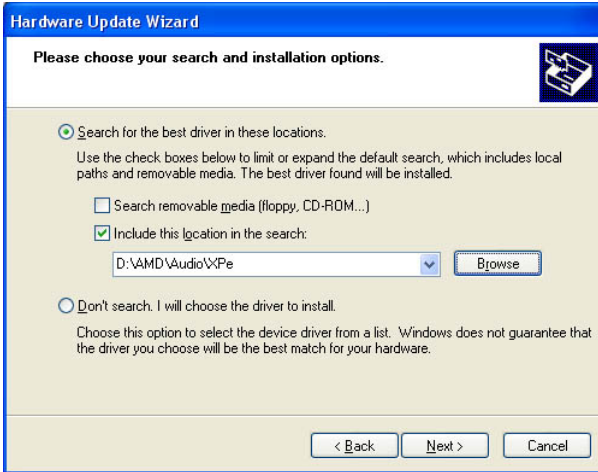 Hardware Update Wizard
Please choose your search and installation options.
Search for the best driver in these locations.
Use the check boxes below to limit or expand the default search, which includes local
paths and removable media. The best driver found will be installed.
Search removable media (floppy, CD-ROM...)
Include this location in the search:
D:\AMD\Audio\XPe
Browse
Don't search. I will choose the driver to install.
Choose this option to select the device driver from a list. Windows does not guarantee that
the driver you choose will be the best match for your hardware.
< Back
Next >
Cancel